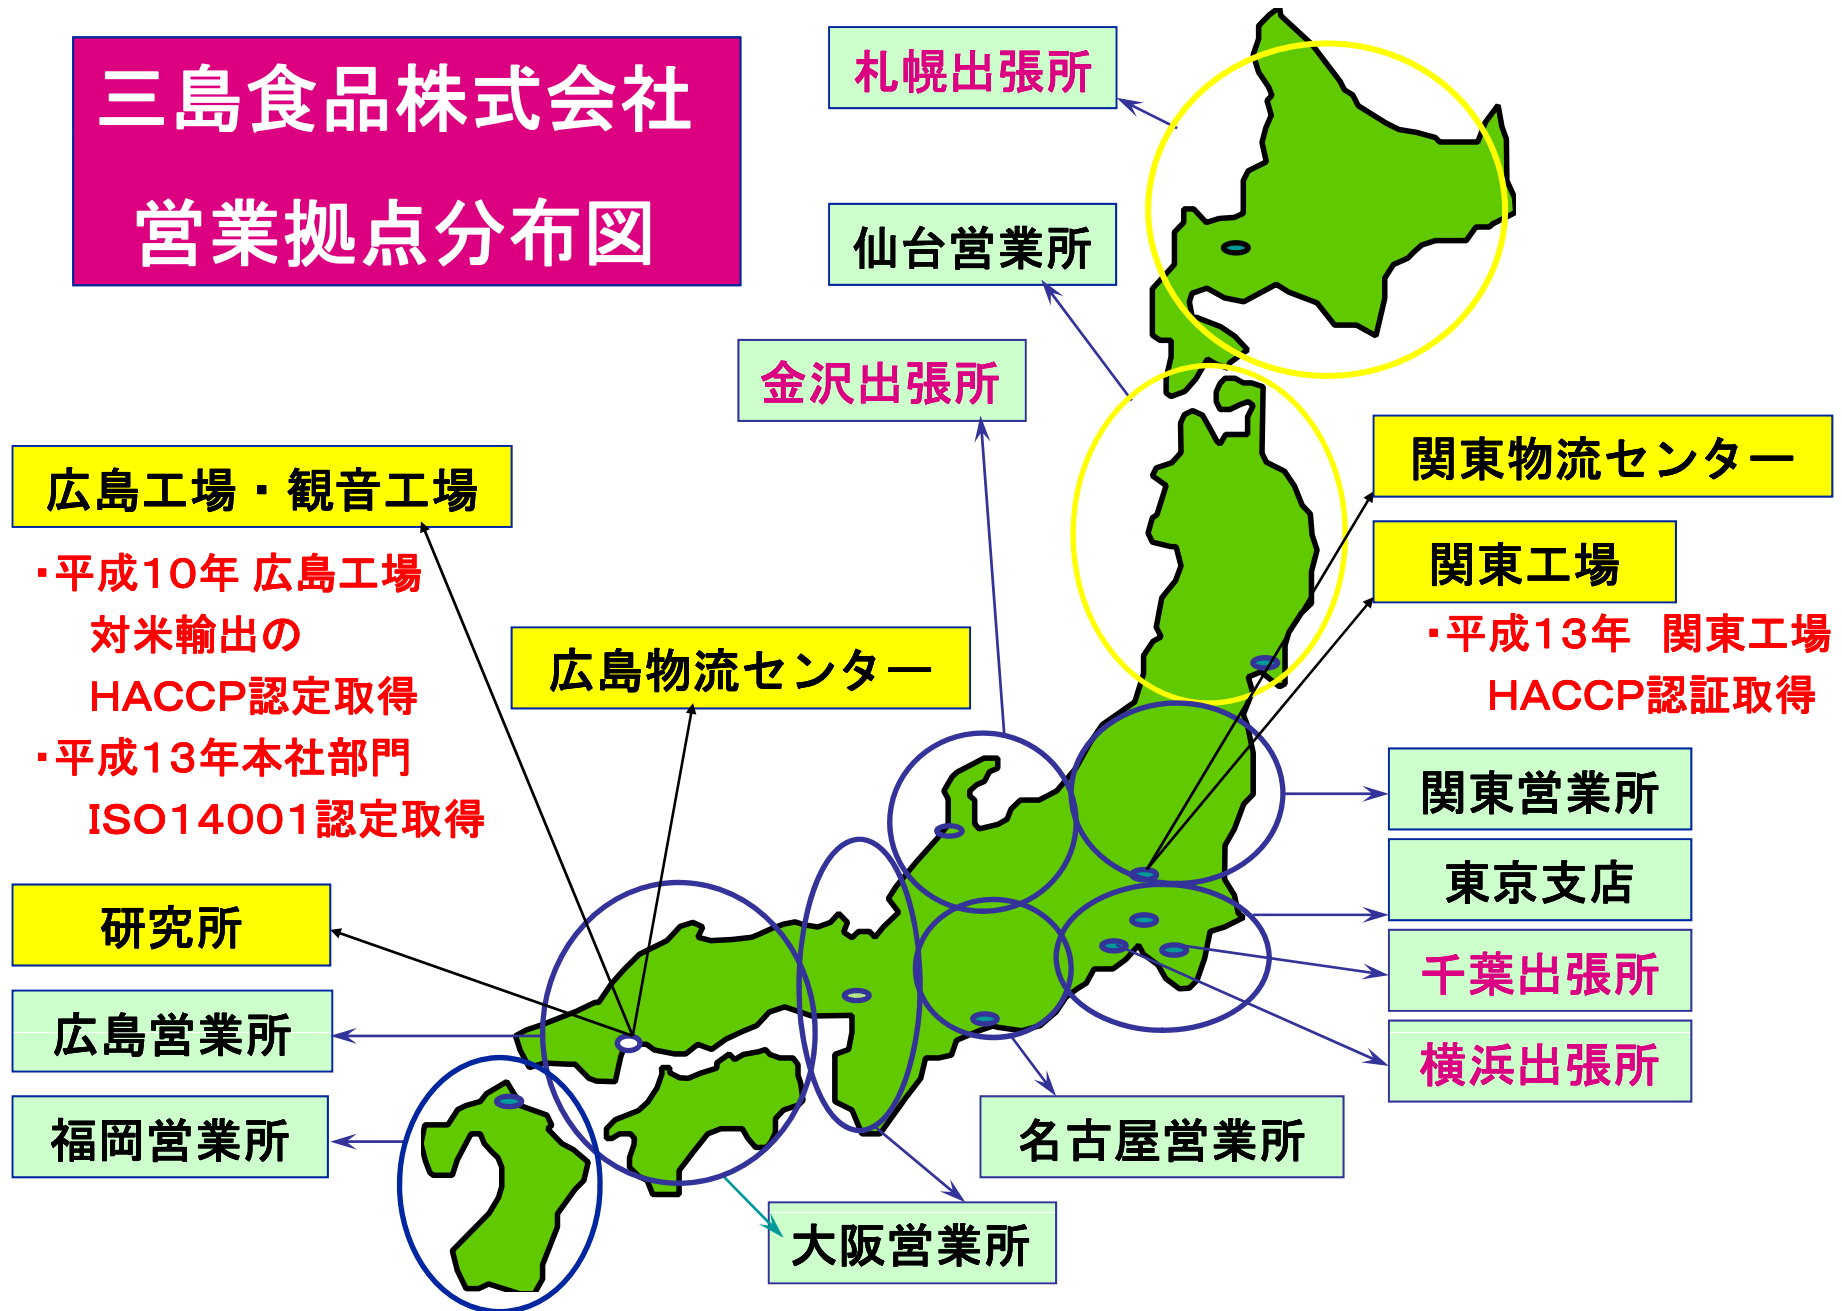 三島食品株式会社
営業拠点分布図
札幌出張所
仙台営業所
金沢出張所
関東物流センター
関東工場
・平成13年　関東工場
HACCP認証取得
広島工場・観音工場
・平成10年 広島工場
対米輸出の
HACCP認定取得
・平成13年本社部門
ISO14001認定取得
広島物流センター
関東営業所
東京支店
千葉出張所
横浜出張所
研究所
広島営業所
福岡営業所
名古屋営業所
大阪営業所